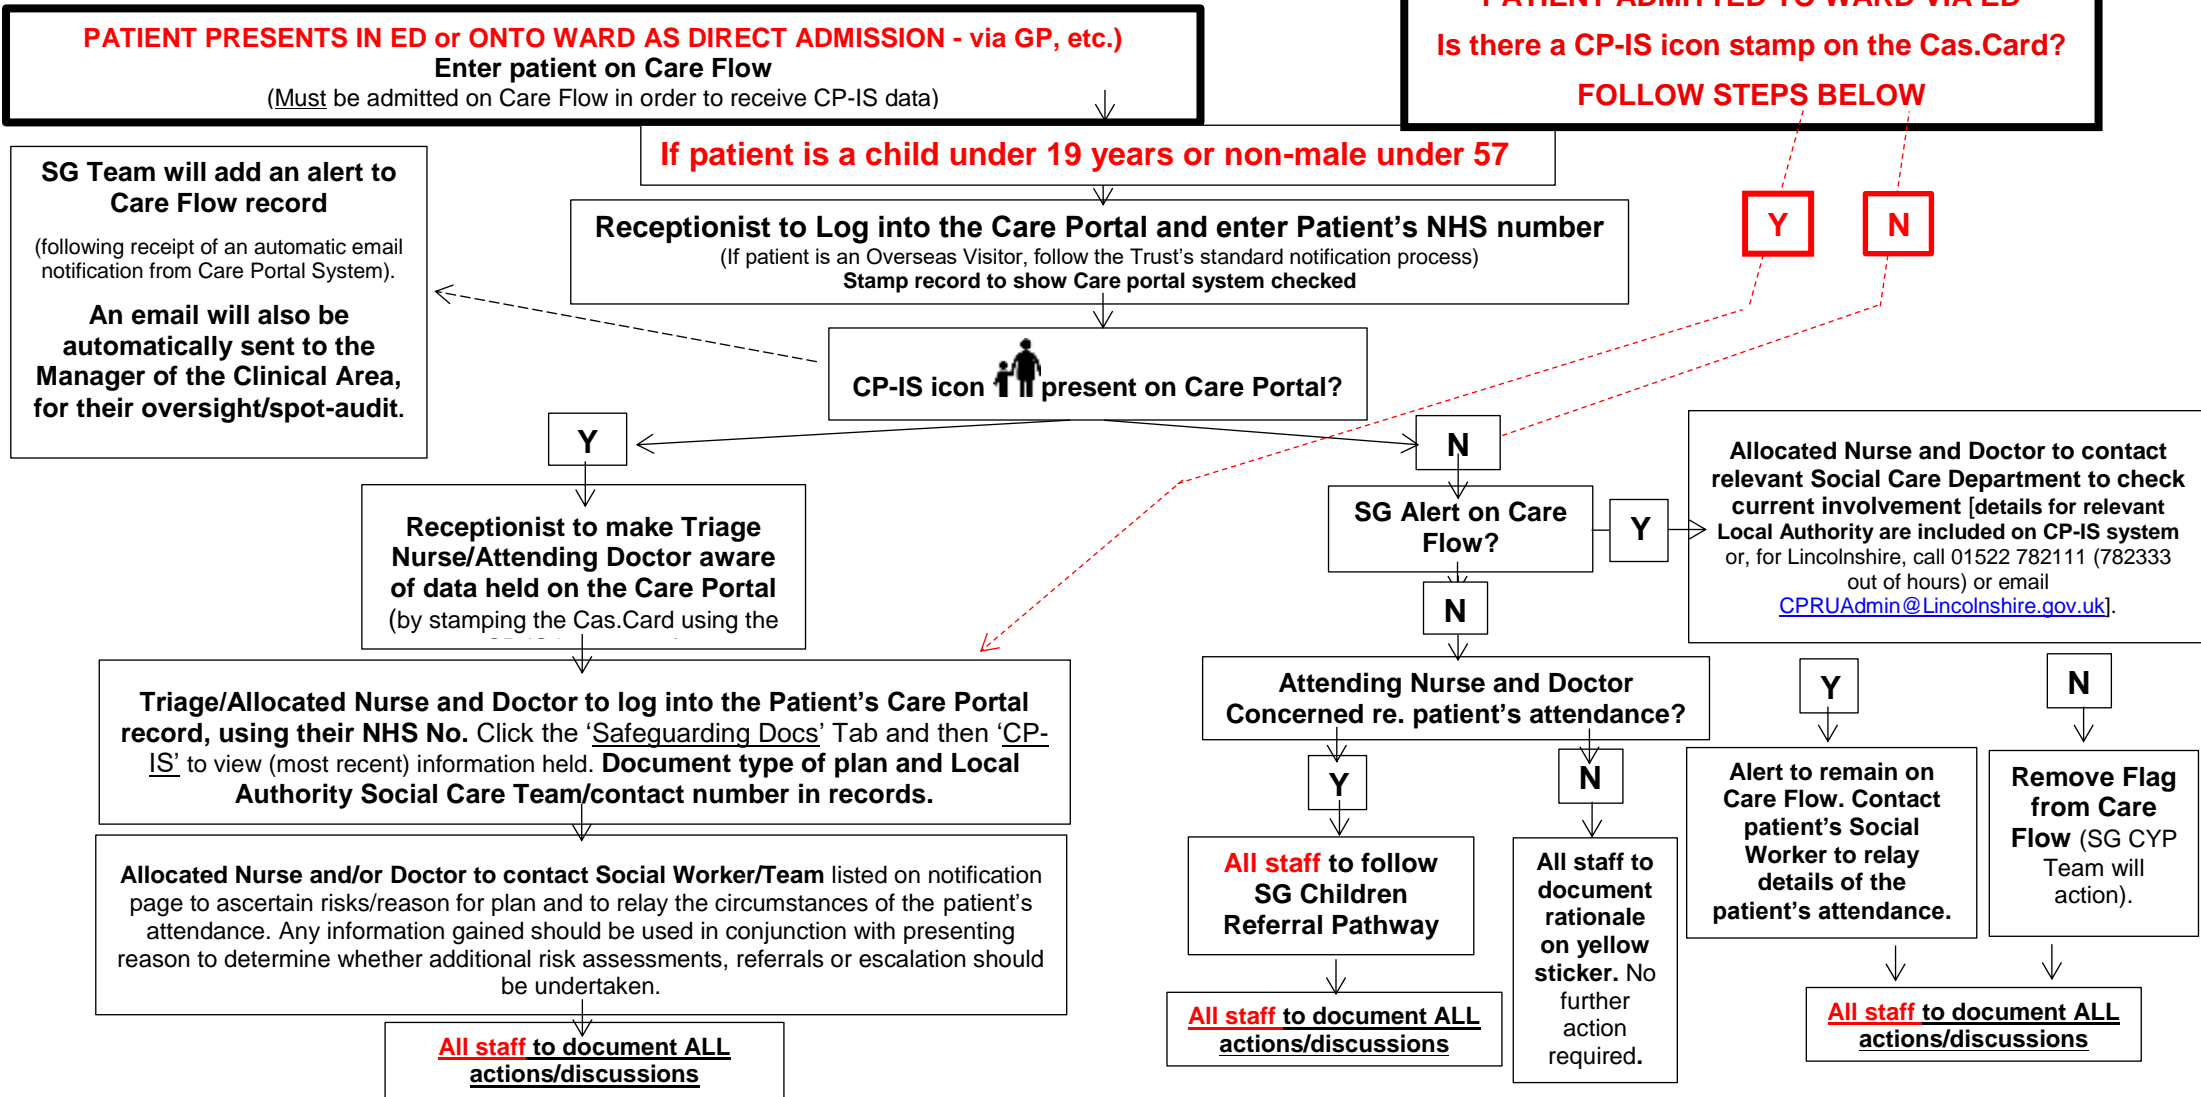 PATIENT PRESENTS IN ED or ONTO WARD AS DIRECT ADMISSION - via GP, etc.)
Enter patient on Care Flow
(Must be admitted on Care Flow in order to receive CP-IS data)
PATIENT ADMITTED TO WARD VIA ED
Is there a CP-IS icon stamp on the Cas.Card?
FOLLOW STEPS BELOW
If patient is a child under 19 years or non-male under 57
SG Team will add an alert to
Care Flow record
(following receipt of an automatic email
notification from Care Portal System).
An email will also be
automatically sent to the
Manager of the Clinical Area,
for their oversight/spot-audit.
Receptionist to Log into the Care Portal and enter Patient's NHS number
(If patient is an Overseas Visitor, follow the Trust's standard notification process)
Stamp record to show Care portal system checked
Y
N
CP-IS icon present on Care Portal?
Y
N
Receptionist to make Triage
Nurse/Attending Doctor aware
of data held on the Care Portal
(by stamping the Cas.Card using the
SG Alert on Care
Flow?
Y
Allocated Nurse and Doctor to contact
relevant Social Care Department to check
current involvement [details for relevant
Local Authority are included on CP-IS system
or, for Lincolnshire, call 01522 782111 (782333
out of hours) or email
CPRUAdmin@Lincolnshire.gov.uk].
N
Triage/Allocated Nurse and Doctor to log into the Patient's Care Portal
record, using their NHS No. Click the 'Safeguarding Docs' Tab and then 'CP-
IS' to view (most recent) information held. Document type of plan and Local
Authority Social Care Team/contact number in records.
Attending Nurse and Doctor
Concerned re. patient's attendance?
Y
N
Y
N
Allocated Nurse and/or Doctor to contact Social Worker/Team listed on notification
page to ascertain risks/reason for plan and to relay the circumstances of the patient's
attendance. Any information gained should be used in conjunction with presenting
reason to determine whether additional risk assessments, referrals or escalation should
be undertaken.
All staff to follow
SG Children
Referral Pathway
All staff to
document
rationale
on yellow
sticker. No
further
action
required.
Alert to remain on
Care Flow. Contact
patient's Social
Worker to relay
details of the
patient's attendance.
Remove Flag
from Care
Flow (SG CYP
Team will
action).
All staff to document ALL
actions/discussions
All staff to document ALL
actions/discussions
All staff to document ALL
actions/discussions